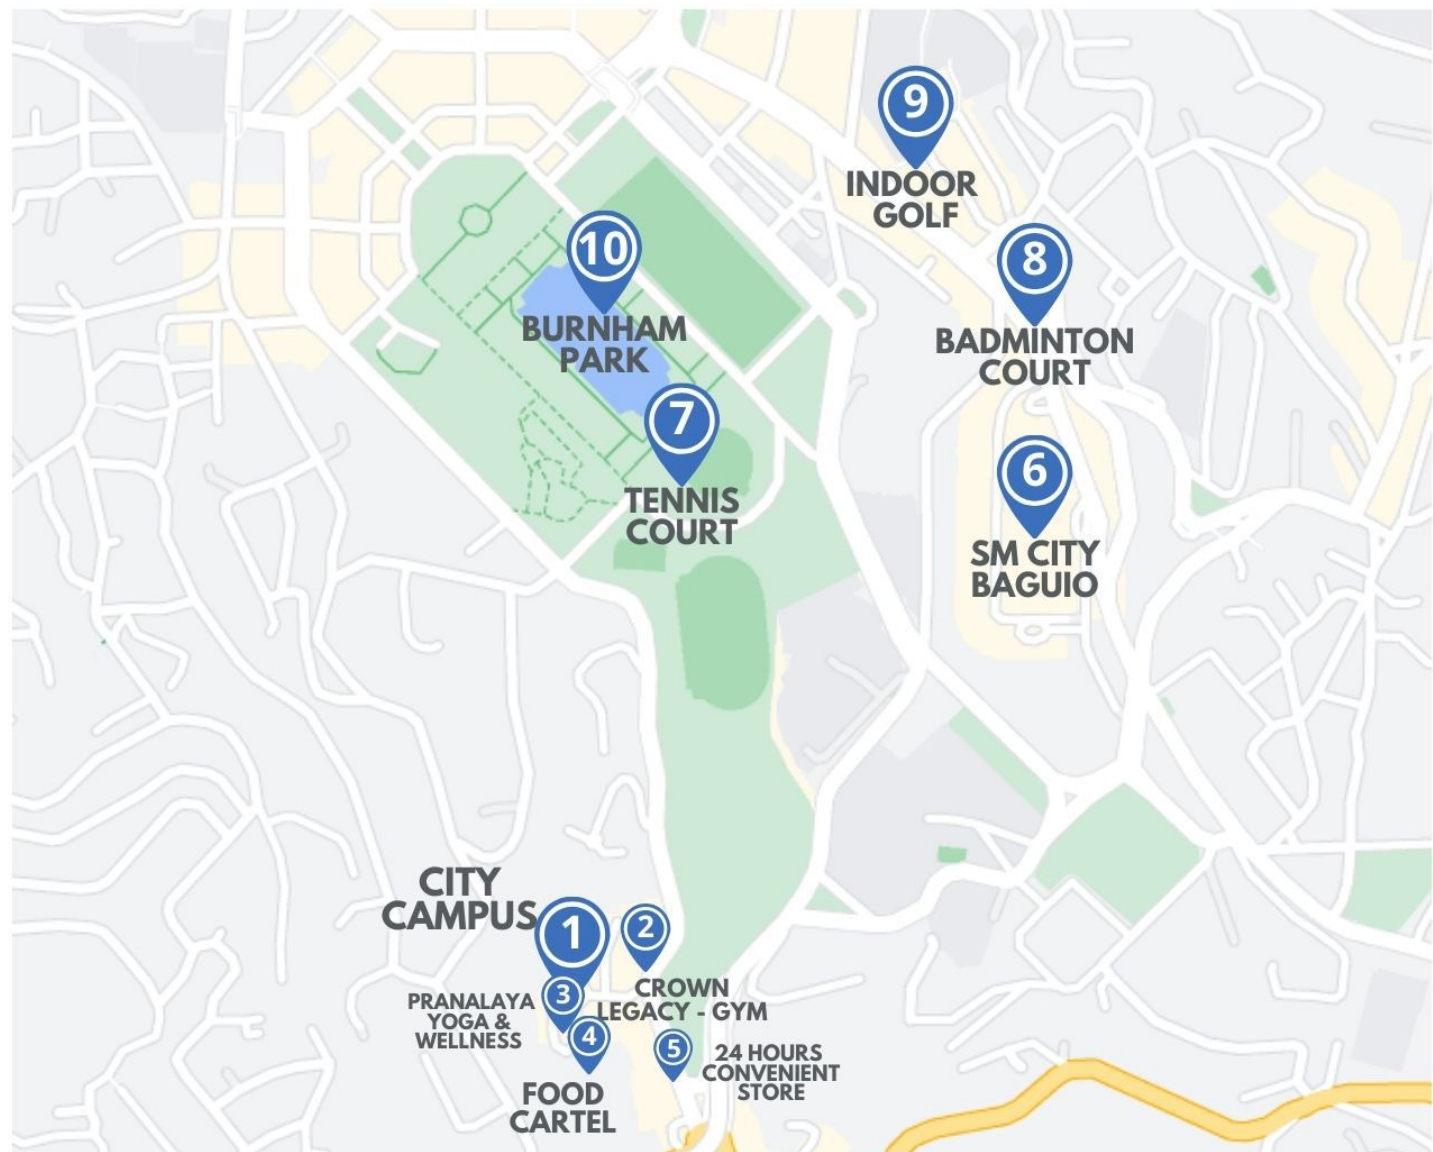 9
INDOOR
GOLF
10
BURNHAM
PARK
8
BADMINTON
COURT
7
TENNIS
COURT
6
SM CITY
BAGUIO
CITY
CAMPUS
1
2
CROWN
LEGACY - GYM
3
PRANALAYA
YOGA &
WELLNESS
4
FOOD
CARTEL
5
24 HOURS
CONVENIENT
STORE